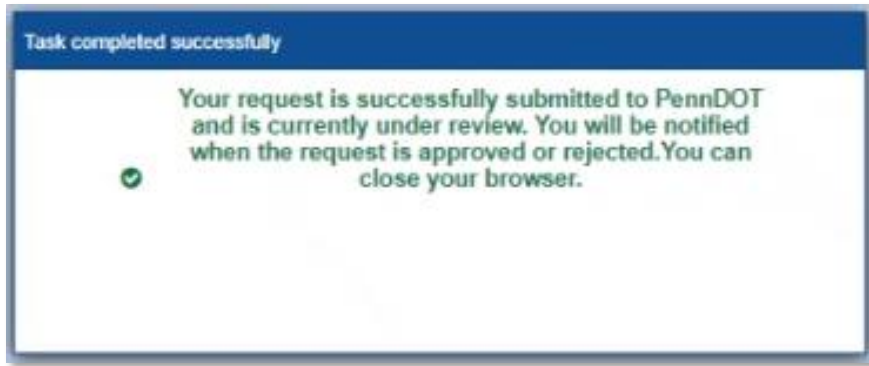 Task completed successfully
Your request is successfully submitted to PennDOT
and is currently under review. You will be notified
when the request is approved or rejected.You can
close your browser.